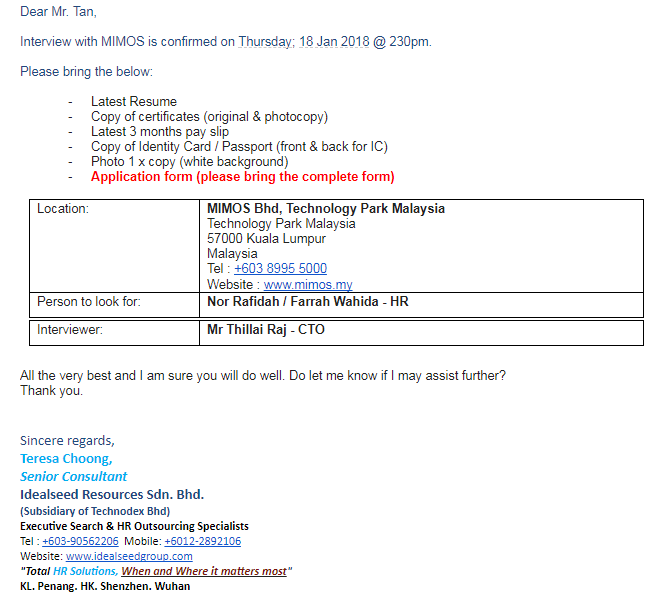 Dear Mr. Tan,
Interview with MIMOS is confirmed on Thursday; 18 Jan 2018 @ 230pm.
Please bring the below:
- Latest Resume
- Copy of certificates (original & photocopy)
- Latest 3 months pay slip
- Copy of Identity Card / Passport (front & back for IC)
- Photo 1 x copy (white background)
- Application form (please bring the complete form)
Location: MIMOS Bhd, Technology Park Malaysia
Technology Park Malaysia
57000 Kuala Lumpur
Malaysia
Tel : +603 8995 5000
Website : www.mimos.my
Person to look for: Nor Rafidah / Farrah Wahida - HR
Interviewer: Mr Thillai Raj - CTO
All the very best and I am sure you will do well. Do let me know if I may assist further?
Thank you.
Sincere regards,
Teresa Choong,
Senior Consultant
Idealseed Resources Sdn. Bhd.
(Subsidiary of Technodex Bhd)
Executive Search & HR Outsourcing Specialists
Tel : +603-90562206 Mobile: +6012-2892106
Website: www.idealseedgroup.com
"Total HR Solutions, When and Where it matters most"
KL. Penang. HK. Shenzhen. Wuhan